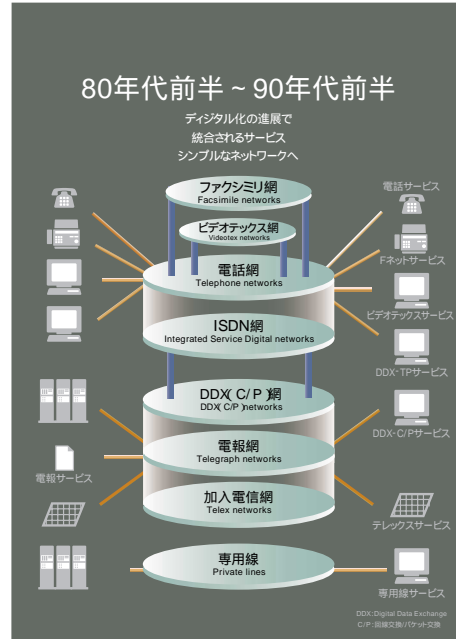 80年代前半 ~ 90年代前半
ディジタル化の進展で
統合されるサービス
シンプルなネットワークへ
ファクシミリ網
Facsimile networks
ビデオテックス網
Videotex networks
電話網
Telephone networks
ISDN網
Integrated Service Digital networks
DDX( C/ P )網
DDX(C/P)networks
電報網
Telegraph networks
加入電信網
Telex networks
専用線
Private lines
電報サービス
電話サービス
Fネットサービス
ビデオテックスサービス
DDX-TPサービス
DDX-C/Pサービス
テレックスサービス
専用線サービス
DDX:Digital Data Exchange
C/P:回線交換/パケット交換